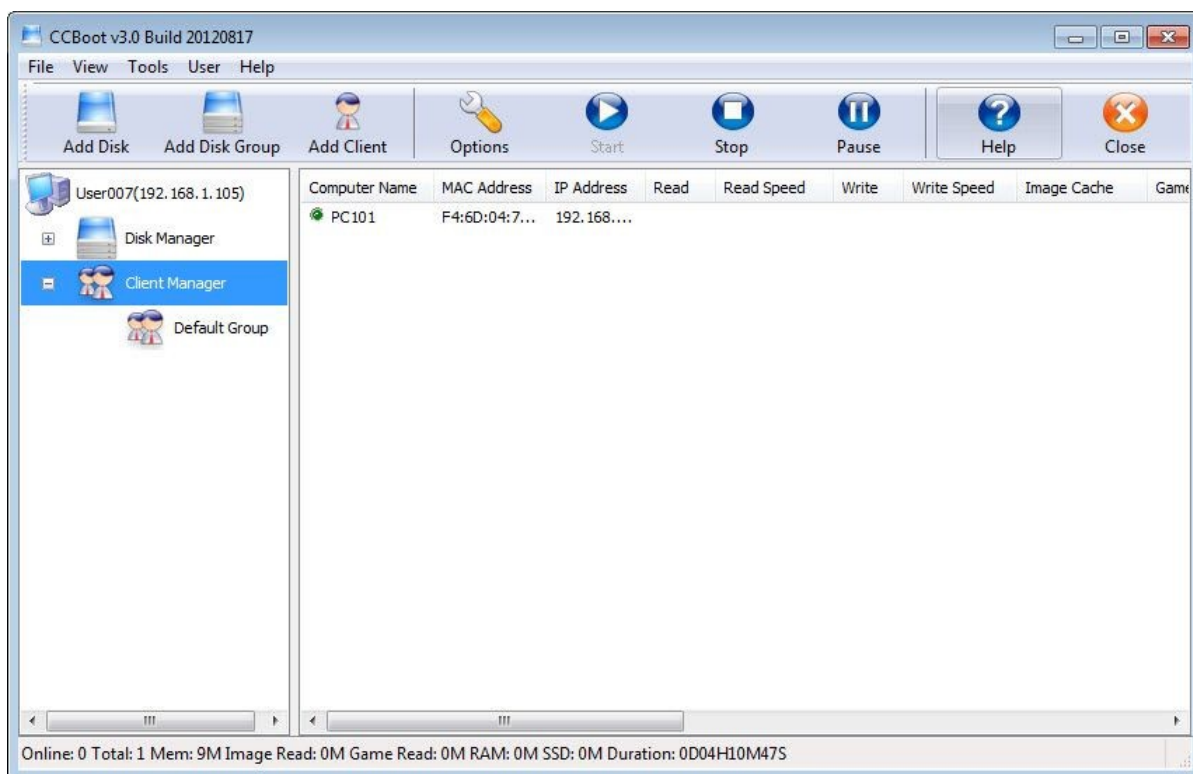 CCBoot v3.0 Build 20120817
File View Tools User Help
Add Disk Add Disk Group Add Client Options Start Stop Pause Help Close
User007(192.168.1.105)
Disk Manager
Client Manager
Default Group
Computer Name MAC Address IP Address Read Read Speed Write Write Speed Image Cache Game
PC101 F4:6D:04:7... 192.168....
Online: 0 Total: 1 Mem: 9M Image Read: 0M Game Read: 0M RAM: 0M SSD: 0M Duration: 0D04H10M47S